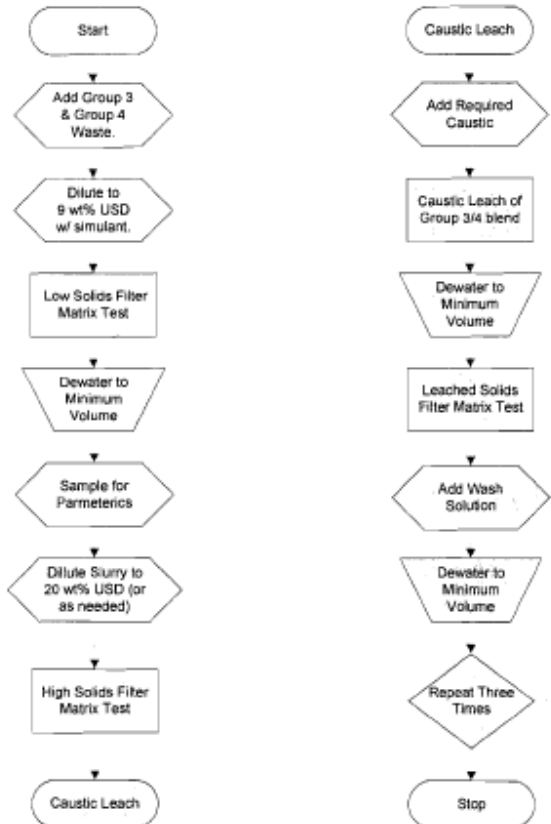 Start
Add Group 3
& Group 4
Waste.
Dilute to
9 wt% USD
w/ simulant.
Low Solids Filter
Matrix Test
Dewater to
Minimum
Volume
Sample for
Parmeterics
Dillute Slurry to
20 wt% USD (or
as needed)
High Solids Filter
Matrix Test
Caustic Leach
Caustic Leach
Add Required
Caustic
Caustic Leach of
Group 3/4 blend
Dewater to
Minimum
Volume
Leached Solids
Filter Matrix Test
Add Wash
Solution
Dewater to
Minimum
Volume
Repeat Three
Times
Stop